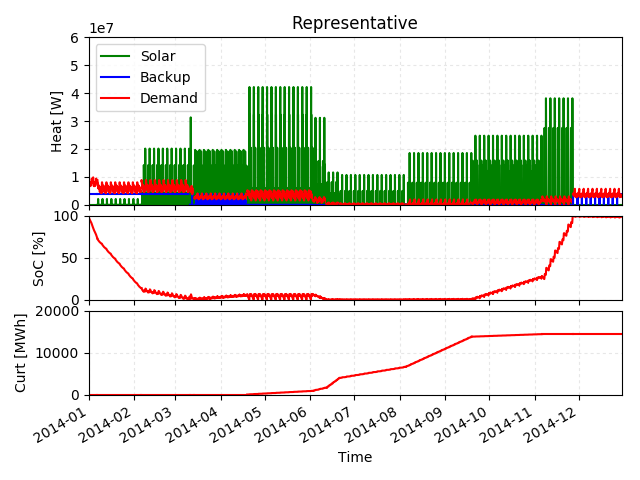 Representative
1e7
Heat [W]
6
5
4
3
2
1
0
Solar
Backup
Demand
SoC [%]
100
50
0
Curt [MWh]
20000
10000
0
2014-01
2014-02
2014-03
2014-04
2014-05
2014-06
2014-07
2014-08
2014-09
2014-10
2014-11
2014-12
Time